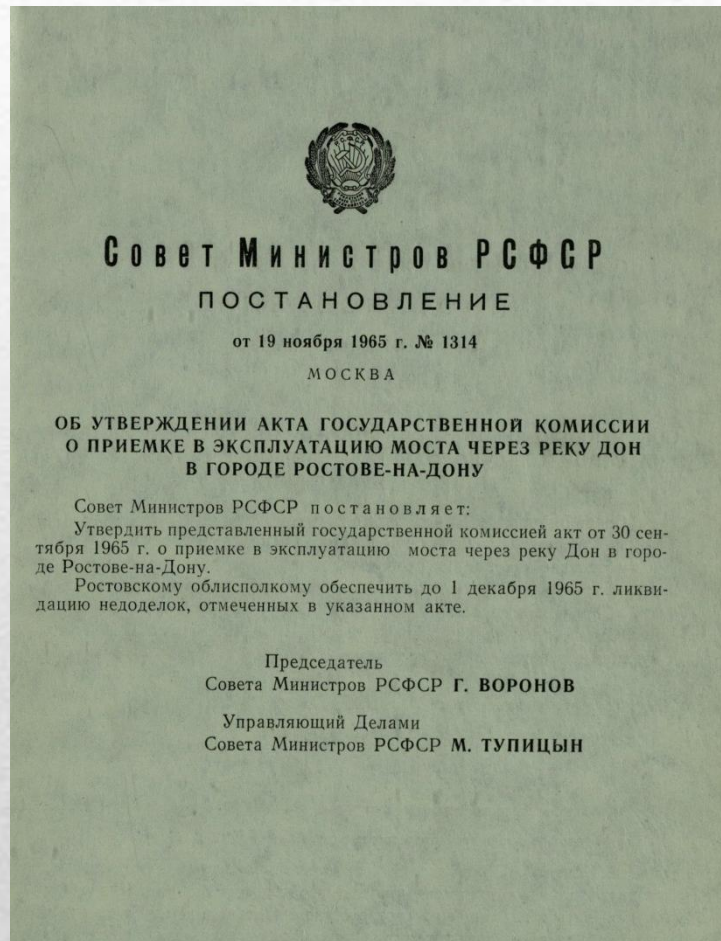 Совет Министров РСФСР
ПОСТАНОВЛЕНИЕ
от 19 ноября 1965 г. № 1314
МОСКВА
ОБ УТВЕРЖДЕНИИ АКТА ГОСУДАРСТВЕННОЙ КОМИССИИ
О ПРИЕМКЕ В ЭКСПЛУАТАЦИЮ МОСТА ЧЕРЕЗ РЕКУ ДОН
В ГОРОДЕ РОСТОВЕ-НА-ДОНУ
Совет Министров РСФСР постановляет:
Утвердить представленный государственной комиссией акт от 30 сен-
тября 1965 г. о приемке в эксплуатацию моста через реку Дон в горо-
де Ростове-на-Дону.
Ростовскому облисполкому обеспечить до 1 декабря 1965 г. ликви-
дацию недоделок, отмеченных в указанном акте.
Председатель
Совета Министров РСФСР Г. ВОРОНОВ
Управляющий Делами
Совета Министров РСФСР М. ТУПИЦЫН